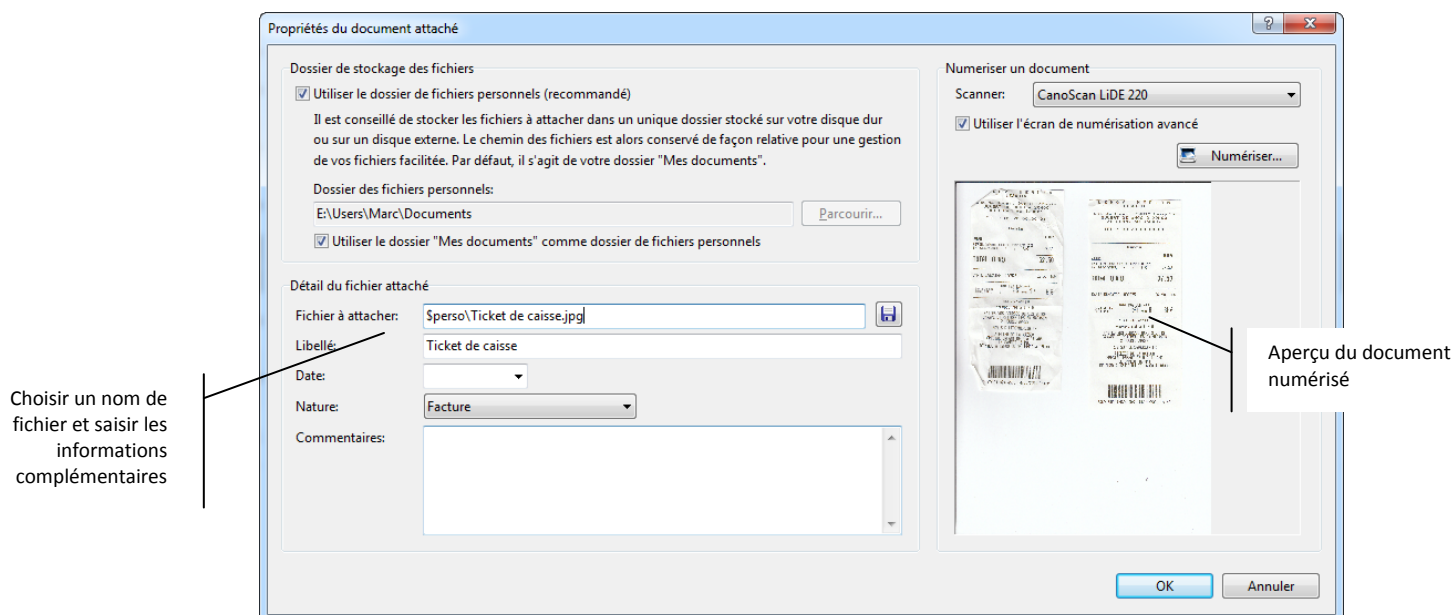 Propriétés du document attaché
Dossier de stockage des fichiers
Utiliser le dossier de fichiers personnels (recommandé)
Il est conseillé de stocker les fichiers à attacher dans un unique dossier stocké sur votre disque dur
ou sur un disque externe. Le chemin des fichiers est alors conservé de façon relative pour une gestion
de vos fichiers facilitée. Par défaut, il s'agit de votre dossier "Mes documents".
Dossier des fichiers personnels:
E:\Users\Marc\Documents
Parcourir...
Utiliser le dossier "Mes documents" comme dossier de fichiers personnels
Détail du fichier attaché
Fichier à attacher: $perso\Ticket de caisse.jpg
Libellé: Ticket de caisse
Date:
Nature: Facture
Commentaires:
Numeriser un document
Scanner: CanoScan LiDE 220
Utiliser l'écran de numérisation avancé
Numériser...
OK
Annuler
Choisir un nom de
fichier et saisir les
informations
complémentaires
Aperçu du document
numérisé